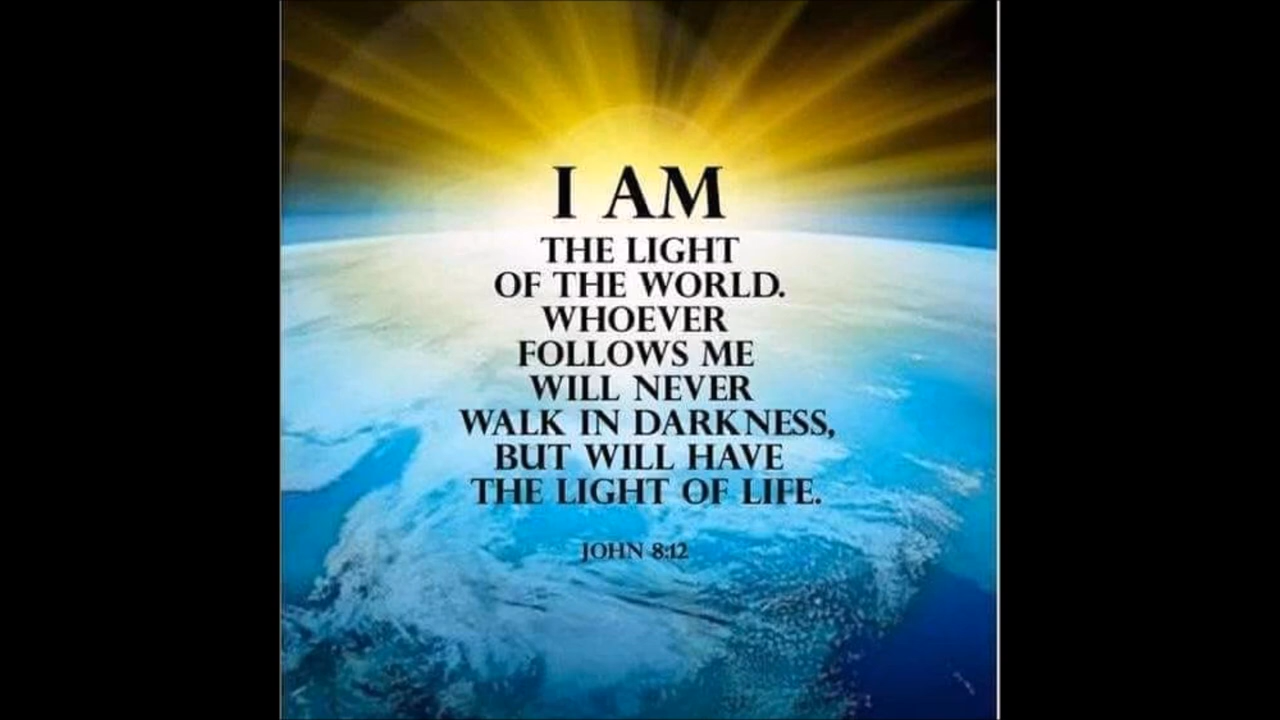 I AM
THE LIGHT
OF THE WORLD.
WHOEVER
FOLLOWS ME
WILL NEVER
WALK IN DARKNESS,
BUT WILL HAVE
THE LIGHT OF LIFE.
JOHN 8:12